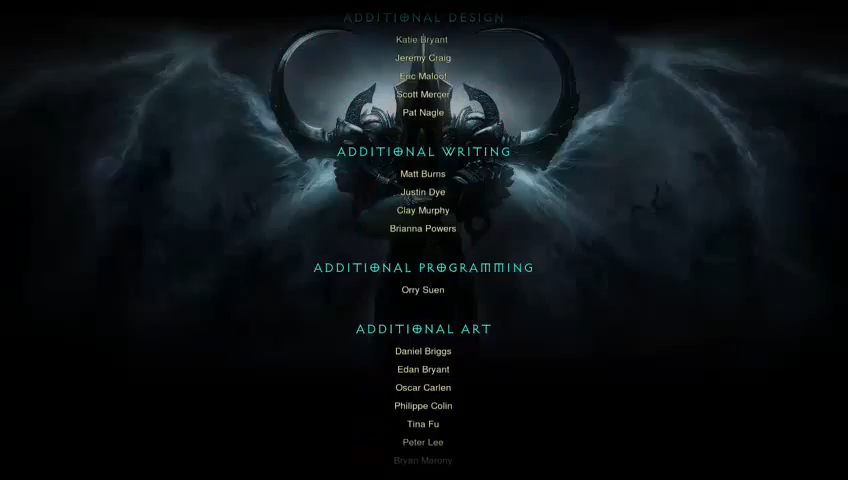 ADDITIONAL DESIGN
Katie Bryant
Jeremy Craig
Eric Maloof
Scott Mercer
Pat Nagle
ADDITIONAL WRITING
Matt Burns
Justin Dye
Clay Murphy
Brianna Powers
ADDITIONAL PROGRAMMING
Orry Suen
ADDITIONAL ART
Daniel Briggs
Edan Bryant
Oscar Carlen
Philippe Colin
Tina Fu
Peter Lee
Bryan Marony